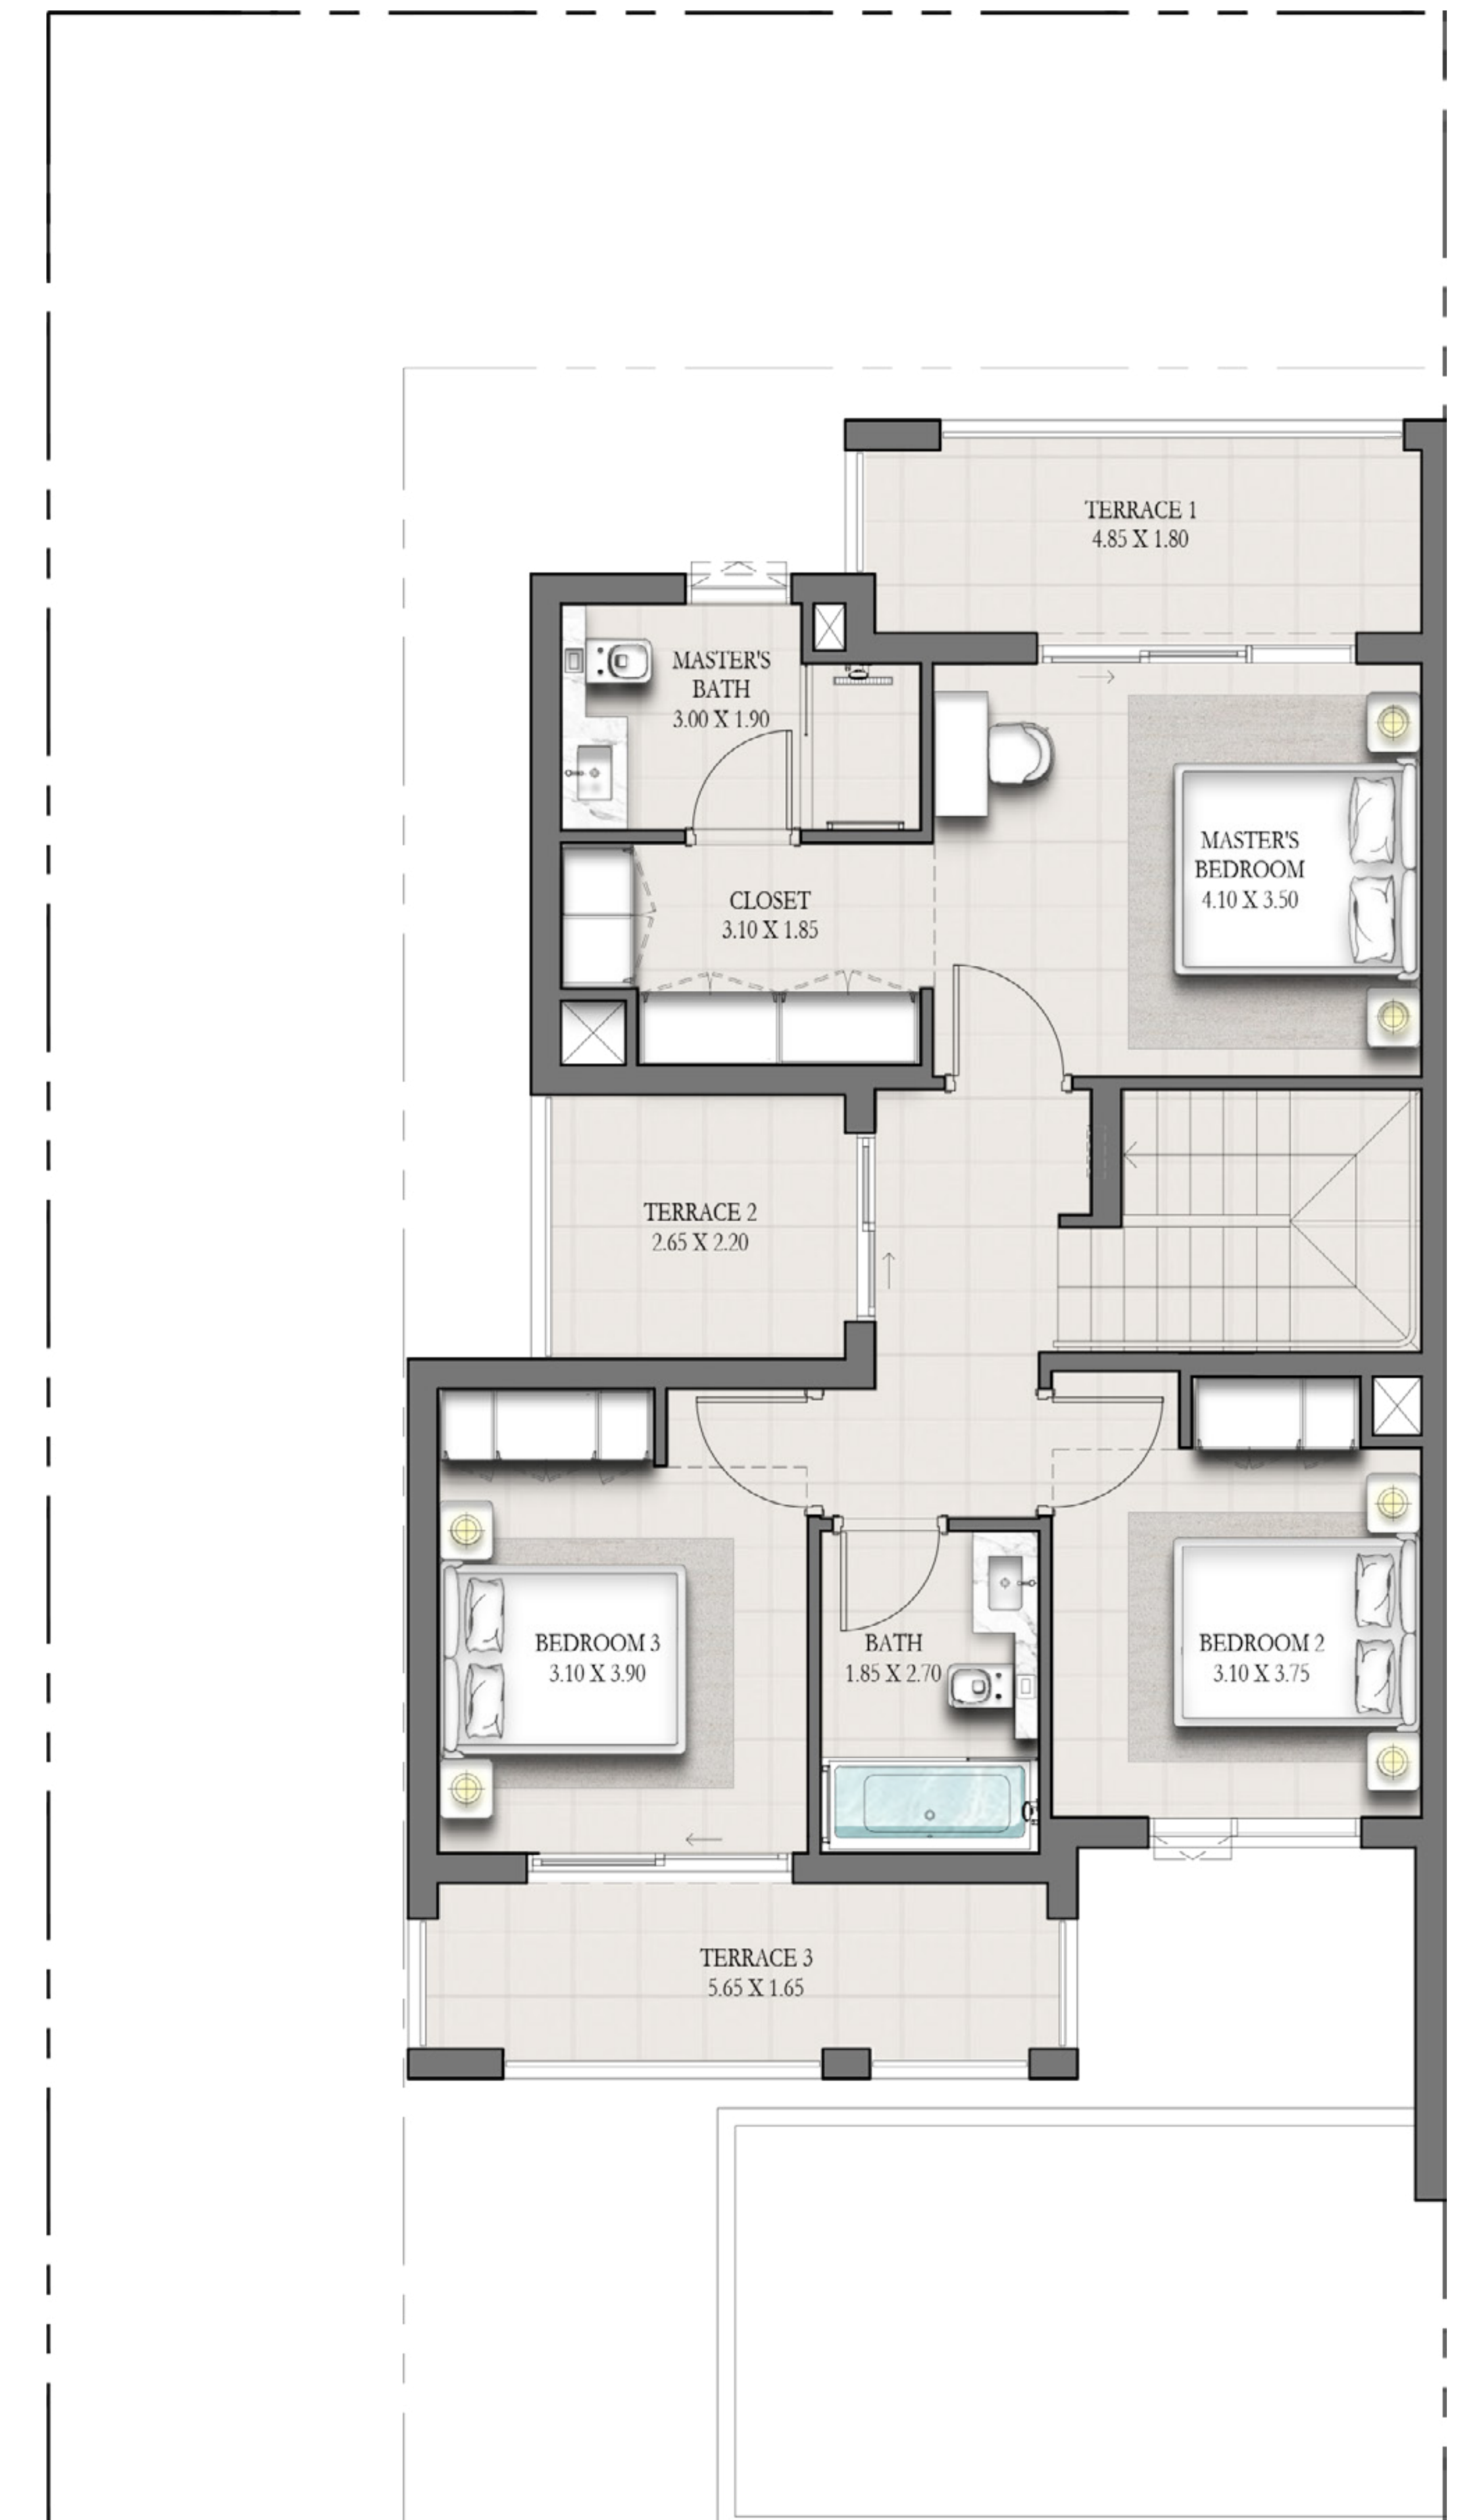 TERRACE 1
4.85 X 1.80
MASTER'S
BATH
3.00 X 1.90
MASTER'S
BEDROOM
4.10 X 3.50
CLOSET
3.10 X 1.85
TERRACE 2
2.65 X 2.20
BEDROOM 3
3.10 X 3.90
BATH
1.85 X 2.70
BEDROOM 2
3.10 X 3.75
TERRACE 3
5.65 X 1.65